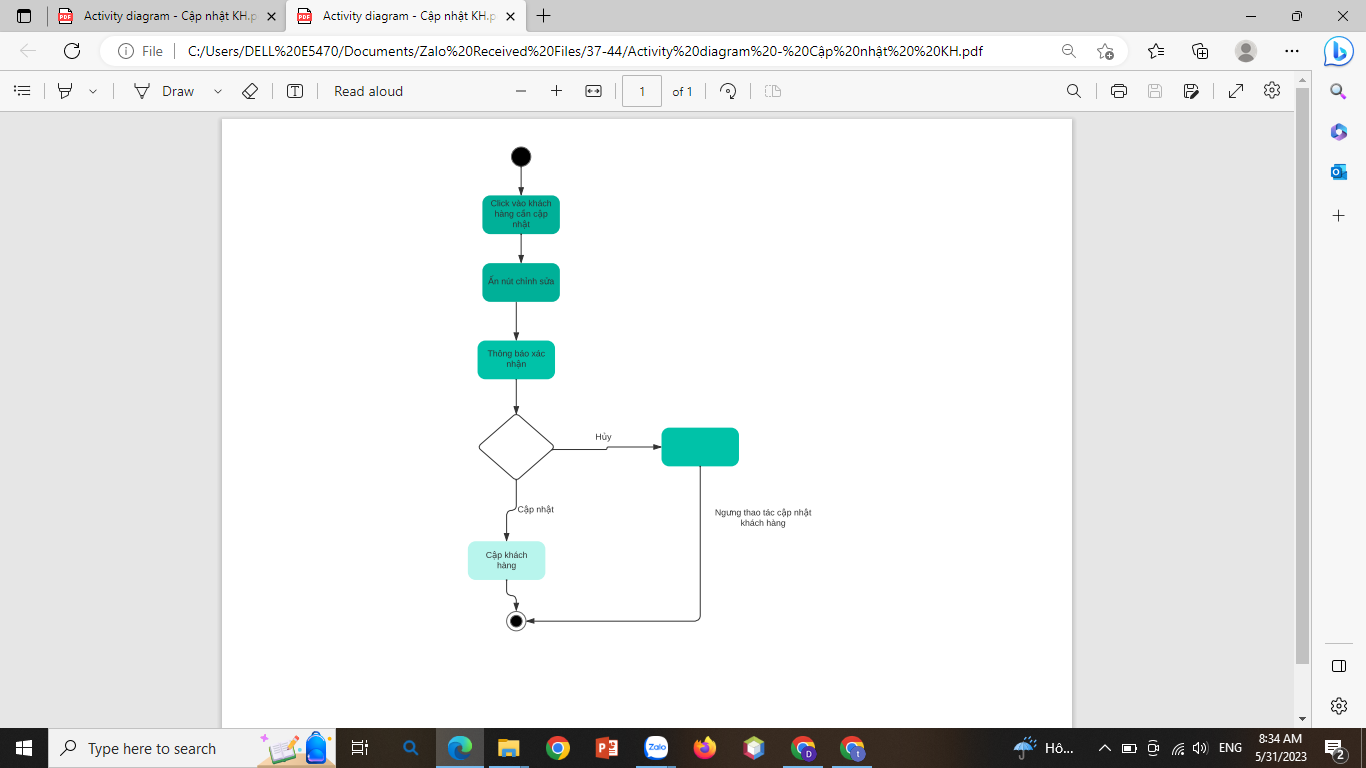 Activity diagram - Cập nhật KH.p
Activity diagram - Cập nhật KH.p
File
C:/Users/DELL%20E5470/Documents/Zalo%20Received%20Files/37-44/Activity%20diagram%20-%20Cập%20nhật%20%20KH.pdf
Draw
Read aloud
1
of 1
Click vào khách
hàng cần cập
nhật
Ấn nút chỉnh sửa
Thông báo xác
nhận
Hủy
Cập nhật
Ngưng thao tác cập nhật
khách hàng
Cập khách
hàng
Type here to search
Zalo
D
t
Hô...
ENG
8:34 AM
5/31/2023
2